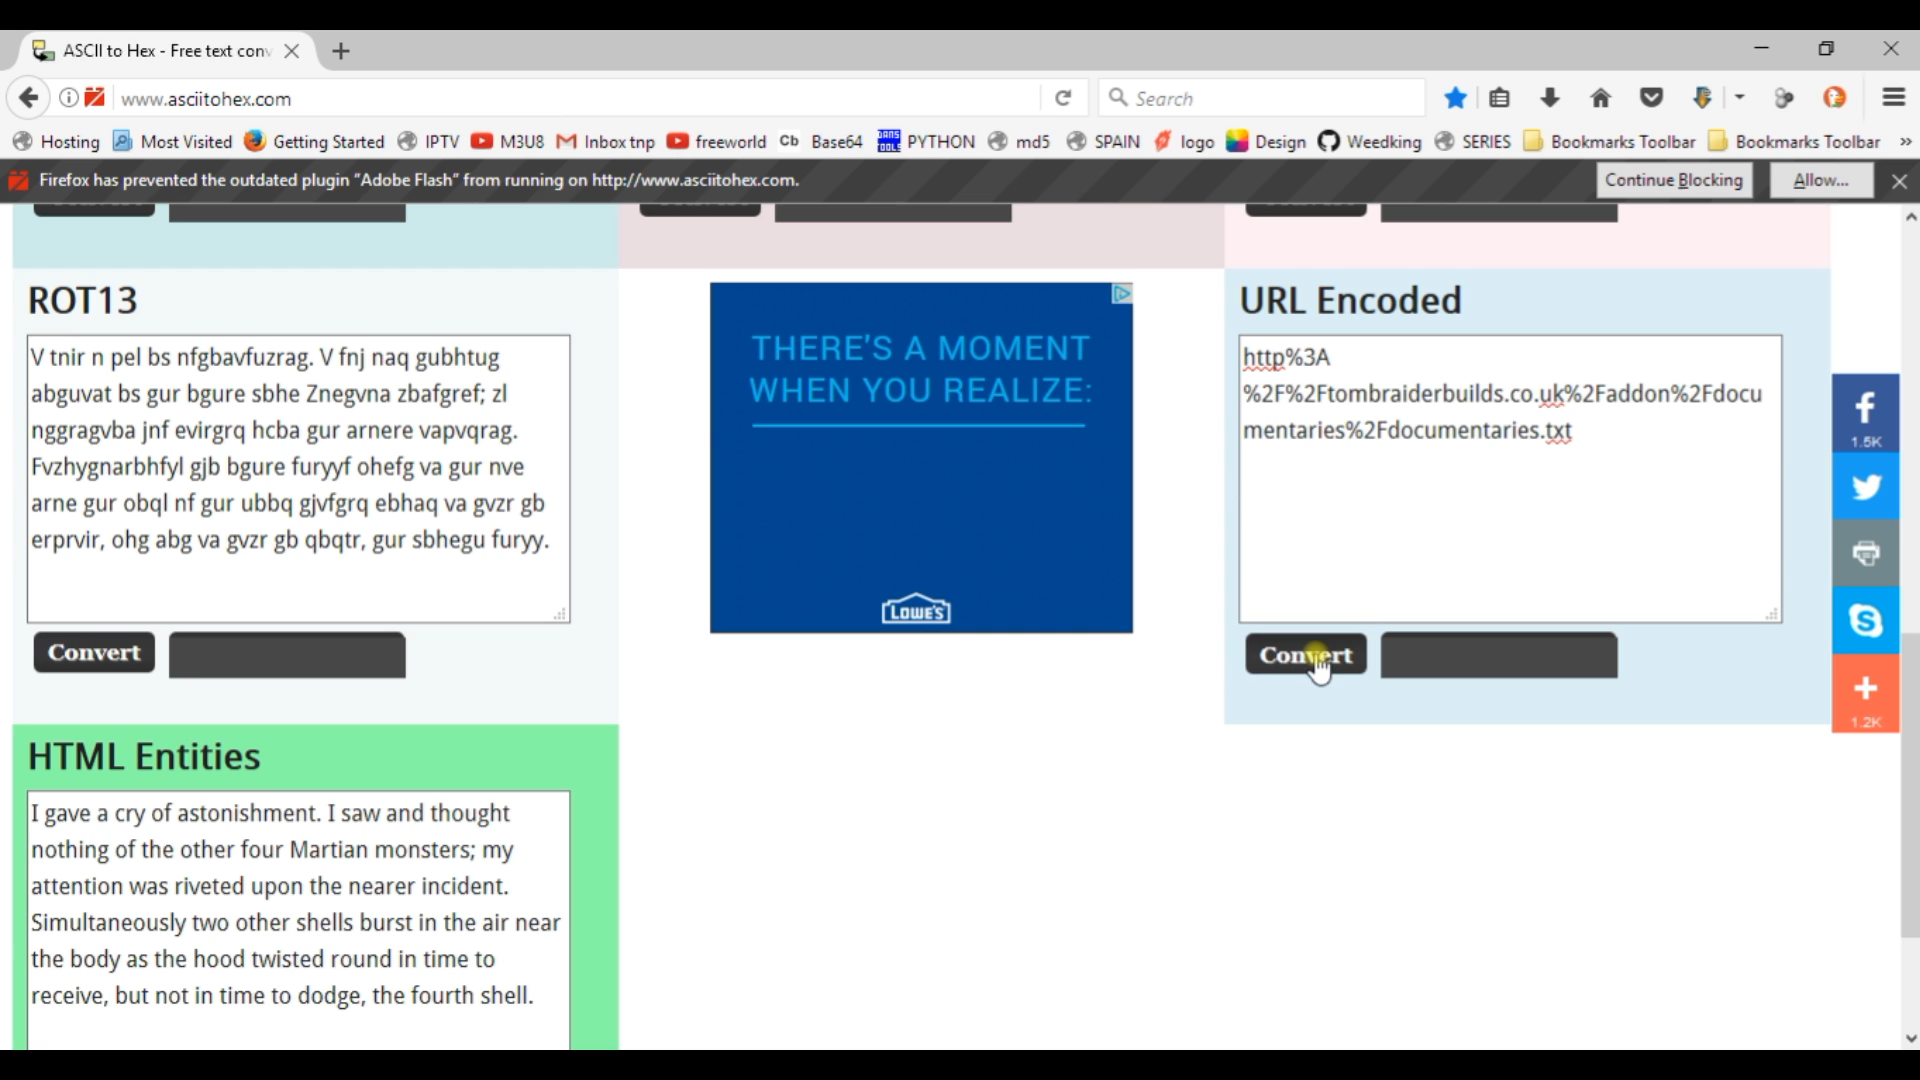 ASCII to Hex - Free text conv
www.asciitohex.com
Search
Hosting Most Visited Getting Started IPTV M3U8 Inbox tnp freeworld Cb Base64 PYTHON md5 SPAIN logo Design Weedking SERIES Bookmarks Toolbar Bookmarks Toolbar »
Firefox has prevented the outdated plugin "Adobe Flash" from running on http://www.asciitohex.com.
Continue Blocking
Allow...
ROT13
V tnir n pel bs nfgbavfuzrag. V fnj naq gubhtug
abguvat bs gur bgure sbhe Znegvna zbafgref; zl
nggragvba jnf evirgrq hcba gur arnere vapvqrag.
Fvzhygnarbhfyl gjb bgure furyyf ohefg va gur nve
arne gur obql nf gur ubbq gjvfgrq ebhaq va gvzr gb
erprvir, ohg abg va gvzr gb qbqtr, gur sbhegu furyy.
Convert
THERE'S A MOMENT
WHEN YOU REALIZE:
LOWE'S
URL Encoded
http%3A
%2F%2Ftombraiderbuilds.co.uk%2Faddon%2Fdocu
mentaries%2Fdocumentaries.txt
Convert
1.5K
1.2K
HTML Entities
I gave a cry of astonishment. I saw and thought
nothing of the other four Martian monsters; my
attention was riveted upon the nearer incident.
Simultaneously two other shells burst in the air near
the body as the hood twisted round in time to
receive, but not in time to dodge, the fourth shell.